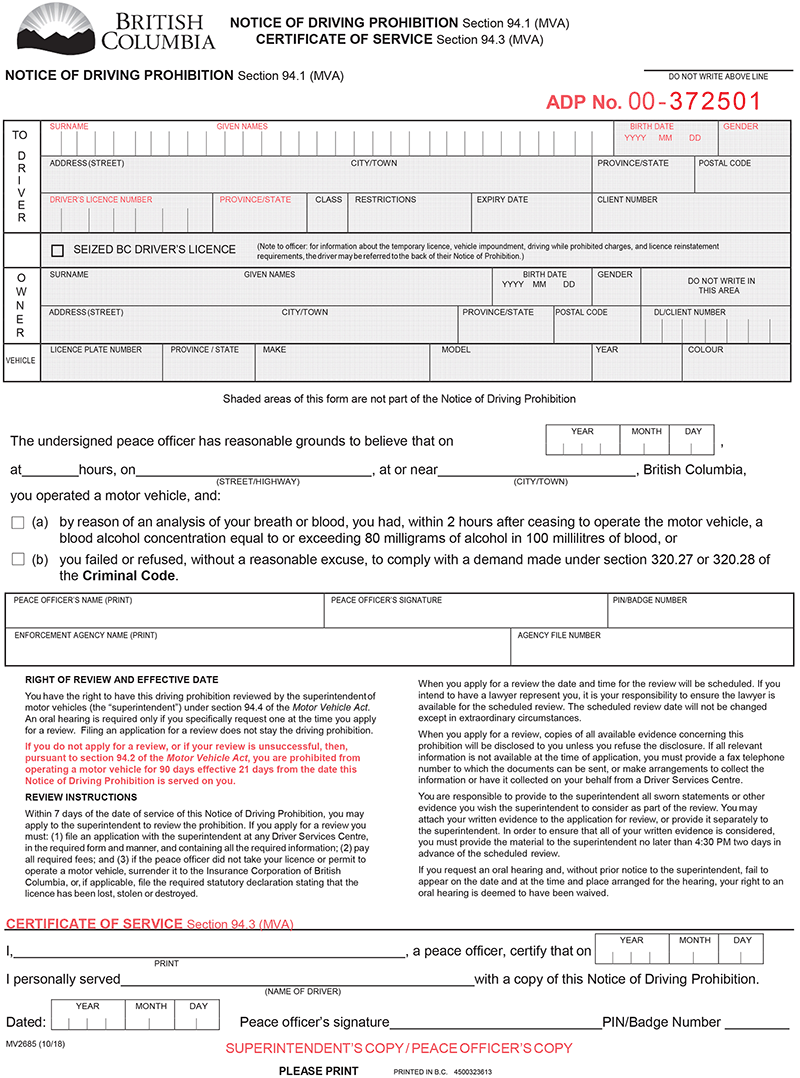 BRITISH
COLUMBIA
NOTICE OF DRIVING PROHIBITION Section 94.1 (MVA)
CERTIFICATE OF SERVICE Section 94.3 (MVA)
NOTICE OF DRIVING PROHIBITION Section 94.1 (MVA)
DO NOT WRITE ABOVE LINE
ADP No. 00-372501
TO DRIVER
SURNAME GIVEN NAMES BIRTH DATE GENDER
YYYY MM DD
ADDRESS (STREET) CITY/TOWN PROVINCE/STATE POSTAL CODE
DRIVER'S LICENCE NUMBER PROVINCE/STATE CLASS RESTRICTIONS EXPIRY DATE CLIENT NUMBER
SEIZED BC DRIVER'S LICENCE (Note to officer: for information about the temporary licence, vehicle impoundment, driving while prohibited charges, and licence reinstatement
requirements, the driver may be referred to the back of their Notice of Prohibition.)
OWNER
SURNAME GIVEN NAMES BIRTH DATE GENDER DO NOT WRITE IN
YYYY MM DD THIS AREA
ADDRESS (STREET) CITY/TOWN PROVINCE/STATE POSTAL CODE DL/CLIENT NUMBER
VEHICLE LICENCE PLATE NUMBER PROVINCE / STATE MAKE MODEL YEAR COLOUR
Shaded areas of this form are not part of the Notice of Driving Prohibition
YEAR MONTH DAY
The undersigned peace officer has reasonable grounds to believe that on ,
at hours, on , at or near , British Columbia,
(STREET/HIGHWAY) (CITY/TOWN)
you operated a motor vehicle, and:
(a) by reason of an analysis of your breath or blood, you had, within 2 hours after ceasing to operate the motor vehicle, a
blood alcohol concentration equal to or exceeding 80 milligrams of alcohol in 100 millilitres of blood, or
(b) you failed or refused, without a reasonable excuse, to comply with a demand made under section 320.27 or 320.28 of
the Criminal Code.
PEACE OFFICER'S NAME (PRINT) PEACE OFFICER'S SIGNATURE PIN/BADGE NUMBER
ENFORCEMENT AGENCY NAME (PRINT) AGENCY FILE NUMBER
RIGHT OF REVIEW AND EFFECTIVE DATE
You have the right to have this driving prohibition reviewed by the superintendent of
motor vehicles (the "superintendent") under section 94.4 of the Motor Vehicle Act.
An oral hearing is required only if you specifically request one at the time you apply
for a review. Filing an application for a review does not stay the driving prohibition.
If you do not apply for a review, or if your review is unsuccessful, then,
pursuant to section 94.2 of the Motor Vehicle Act, you are prohibited from
operating a motor vehicle for 90 days effective 21 days from the date this
Notice of Driving Prohibition is served on you.
REVIEW INSTRUCTIONS
Within 7 days of the date of service of this Notice of Driving Prohibition, you may
apply to the superintendent to review the prohibition. If you apply for a review you
must: (1) file an application with the superintendent at any Driver Services Centre,
in the required form and manner, and containing all the required information; (2) pay
all required fees; and (3) if the peace officer did not take your licence or permit to
operate a motor vehicle, surrender it to the Insurance Corporation of British
Columbia, or, if applicable, file the required statutory declaration stating that the
licence has been lost, stolen or destroyed.
When you apply for a review the date and time for the review will be scheduled. If you
intend to have a lawyer represent you, it is your responsibility to ensure the lawyer is
available for the scheduled review. The scheduled review date will not be changed
except in extraordinary circumstances.
When you apply for a review, copies of all available evidence concerning this
prohibition will be disclosed to you unless you refuse the disclosure. If all relevant
information is not available at the time of application, you must provide a fax telephone
number to which the documents can be sent, or make arrangements to collect the
information or have it collected on your behalf from a Driver Services Centre.
You are responsible to provide to the superintendent all sworn statements or other
evidence you wish the superintendent to consider as part of the review. You may
attach your written evidence to the application for review, or provide it separately to
the superintendent. In order to ensure that all of your written evidence is considered,
you must provide the material to the superintendent no later than 4:30 PM two days in
advance of the scheduled review.
If you request an oral hearing and, without prior notice to the superintendent, fail to
appear on the date and at the time and place arranged for the hearing, your right to an
oral hearing is deemed to have been waived.
CERTIFICATE OF SERVICE Section 94.3 (MVA)
YEAR MONTH DAY
I, , a peace officer, certify that on
PRINT
I personally served with a copy of this Notice of Driving Prohibition.
(NAME OF DRIVER)
YEAR MONTH DAY
Dated: Peace officer's signature PIN/Badge Number
MV2685 (10/18)
SUPERINTENDENT'S COPY / PEACE OFFICER'S COPY
PLEASE PRINT PRINTED IN B.C. 4500323613